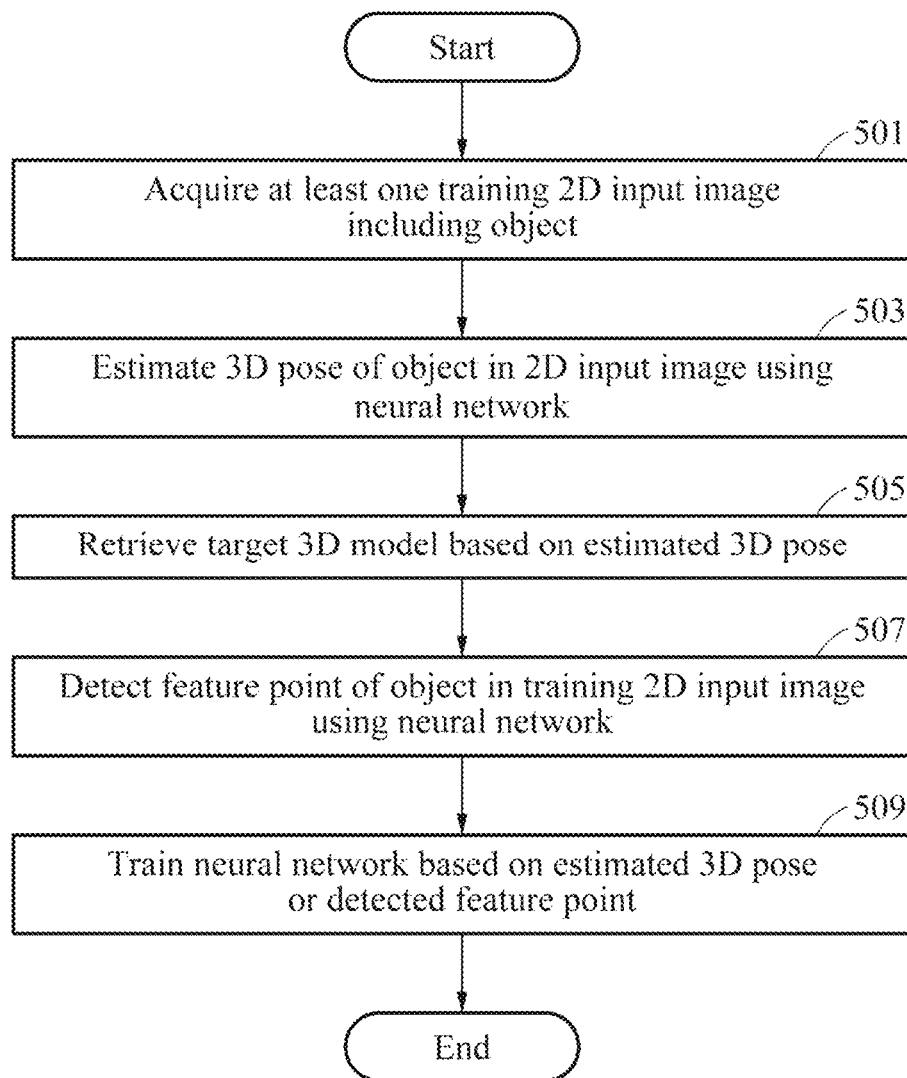 Start
501
Acquire at least one training 2D input image
including object
503
Estimate 3D pose of object in 2D input image using
neural network
505
Retrieve target 3D model based on estimated 3D pose
507
Detect feature point of object in training 2D input image
using neural network
509
Train neural network based on estimated 3D pose
or detected feature point
End